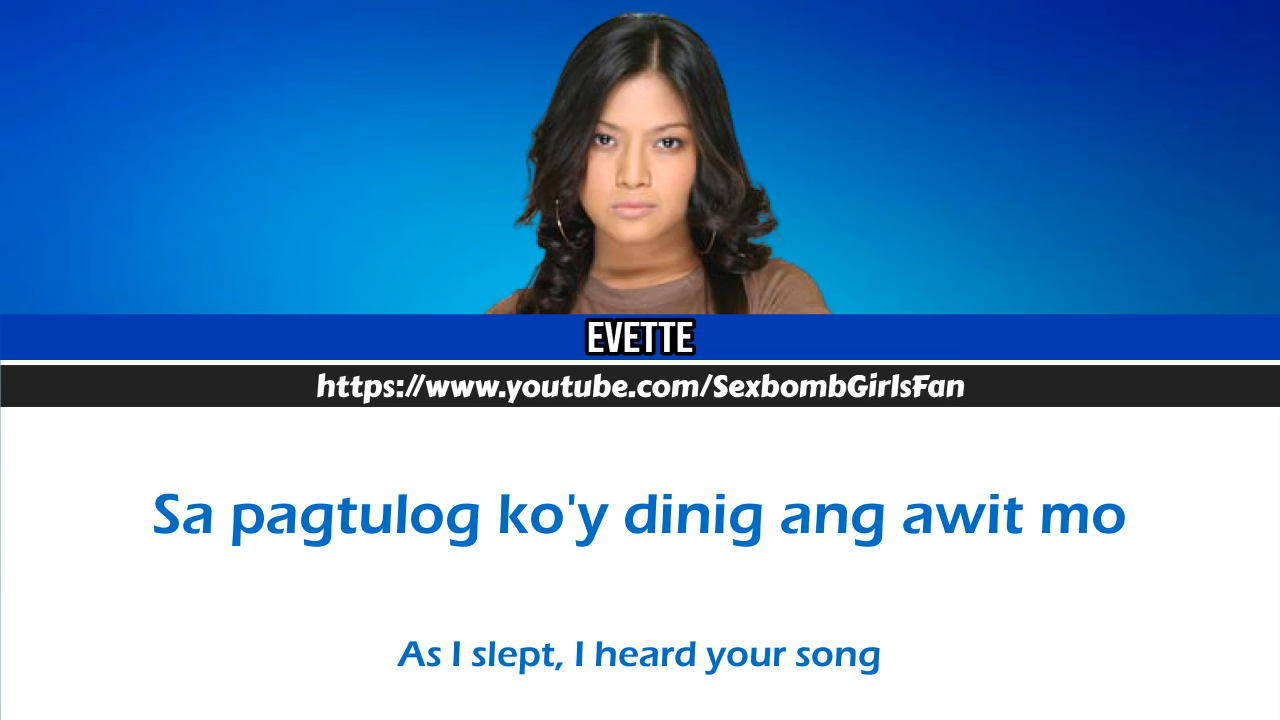 EVETTE
https://www.youtube.com/SexbombGirlsFan
Sa pagtulog ko'y dinig ang awit mo
As I slept, I heard your song